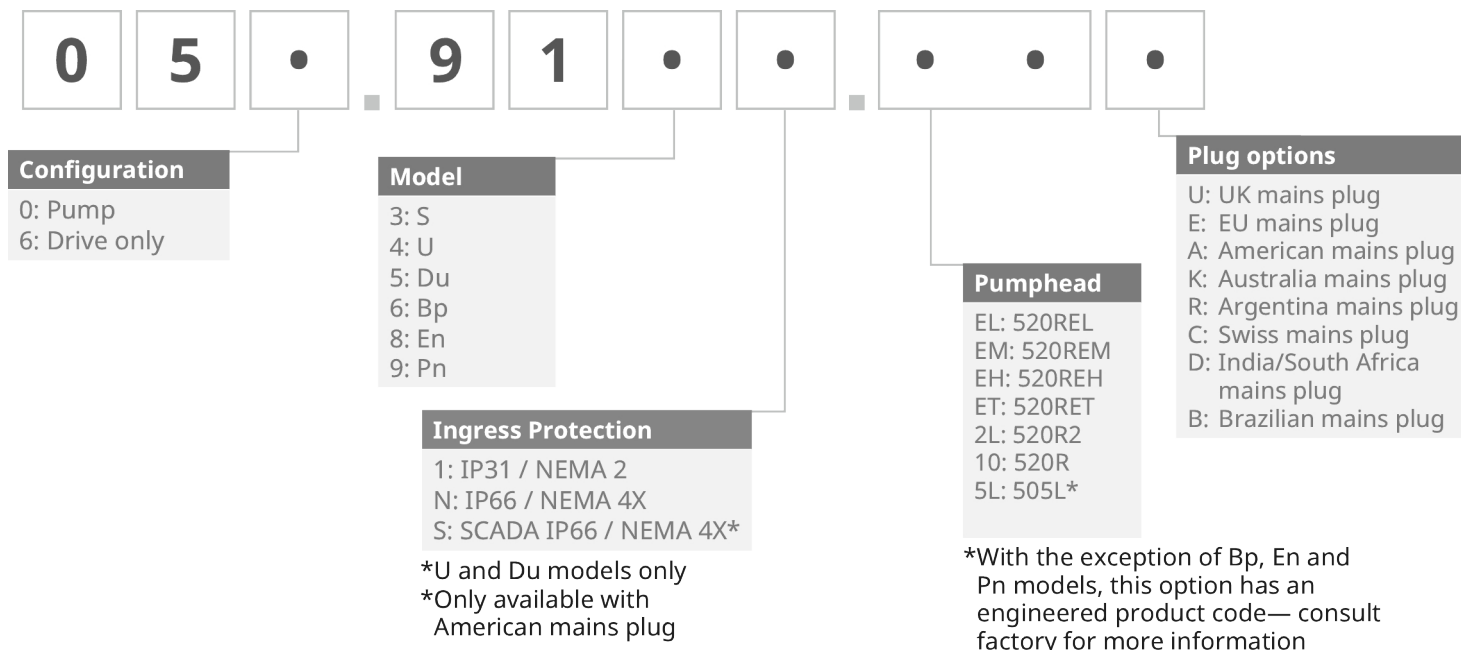 0 5 • . 9 1 • • . • • •
Configuration
0: Pump
6: Drive only
Model
3: S
4: U
5: Du
6: Bp
8: En
9: Pn
Ingress Protection
1: IP31 / NEMA 2
N: IP66 / NEMA 4X
S: SCADA IP66 / NEMA 4X*
*U and Du models only
*Only available with
American mains plug
Pumphead
EL: 520REL
EM: 520REM
EH: 520REH
ET: 520RET
2L: 520R2
10: 520R
5L: 505L*
*With the exception of Bp, En and
Pn models, this option has an
engineered product code— consult
factory for more information
Plug options
U: UK mains plug
E: EU mains plug
A: American mains plug
K: Australia mains plug
R: Argentina mains plug
C: Swiss mains plug
D: India/South Africa
mains plug
B: Brazilian mains plug